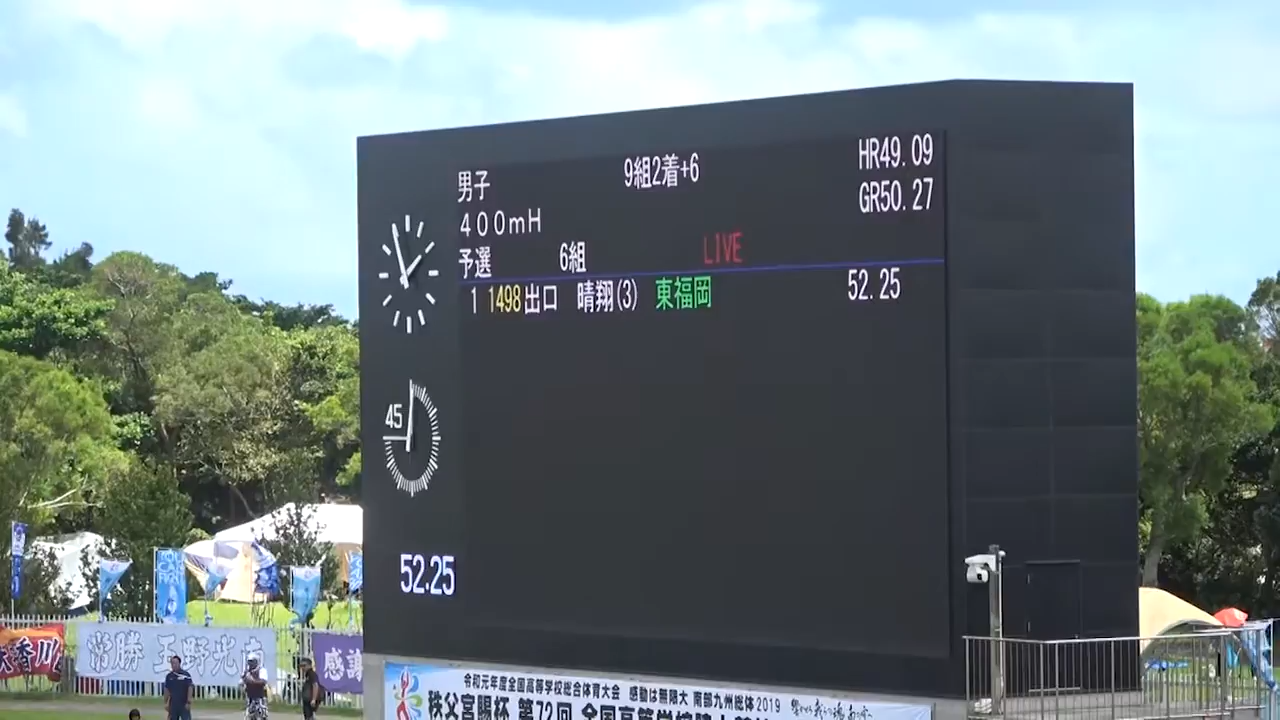 男子 9組2着+6 HR49.09
400mH GR50.27
予選 6組 LIVE
1 1498出口 晴翔(3) 東福岡 52.25
45
52.25
常勝 玉野光南
感謝
令和元年度全国高等学校総合体育大会 感動は無限大 南部九州総体2019
秩父宮賜杯 第72回 全国高等学校陸上競技